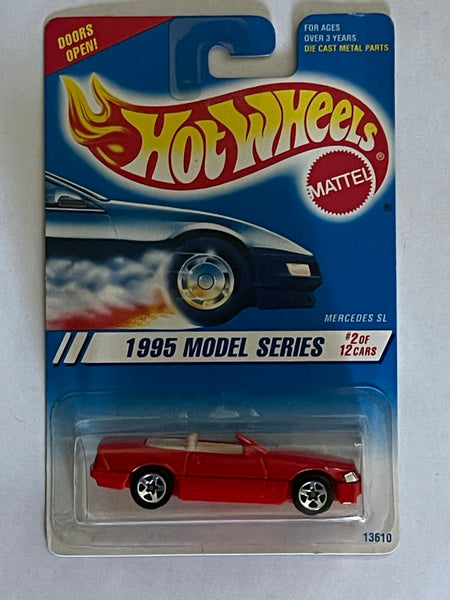 DOORS
OPEN!
FOR AGES
OVER 3 YEARS
DIE CAST METAL PARTS
HOT WHEELS
®
MATTEL
®
MERCEDES SL
1995 MODEL SERIES
#2 OF
12 CARS
13610